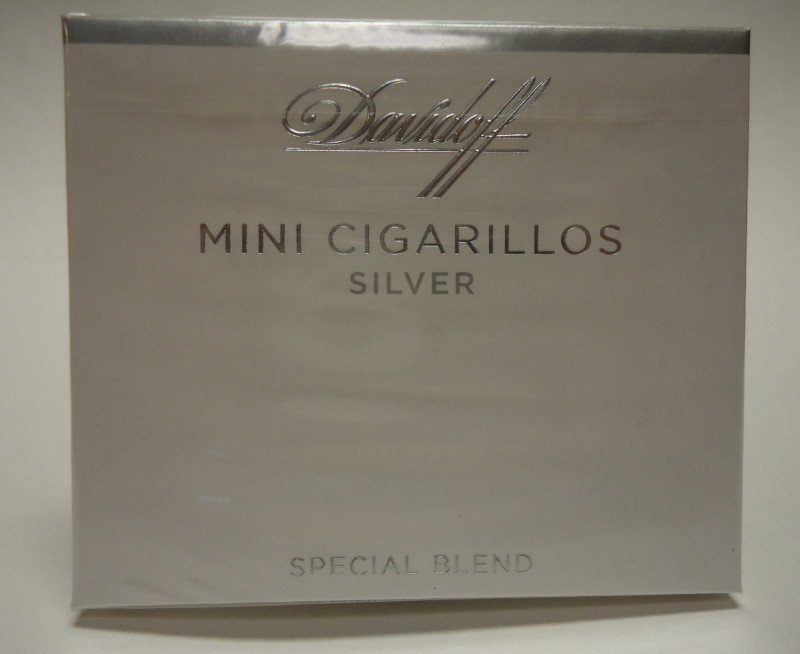 Davidoff
MINI CIGARILLOS
SILVER
SPECIAL BLEND